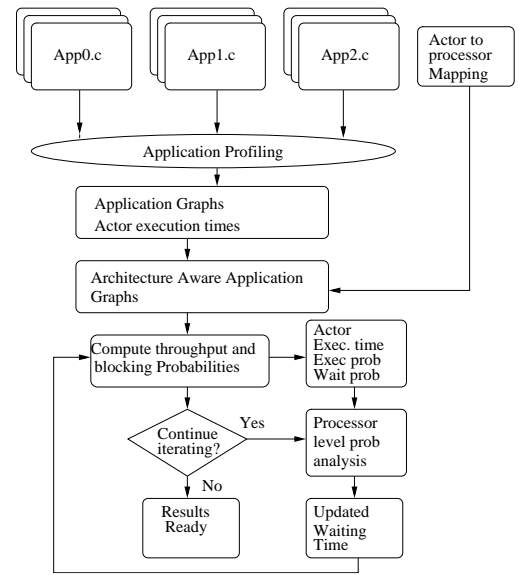 App0.c
App1.c
App2.c
Actor to
processor
Mapping
Application Profiling
Application Graphs
Actor execution times
Architecture Aware Application
Graphs
Compute throughput and
blocking Probabilities
Actor
Exec. time
Exec prob
Wait prob
Continue
iterating?
Yes
Processor
level prob
analysis
No
Results
Ready
Updated
Waiting
Time